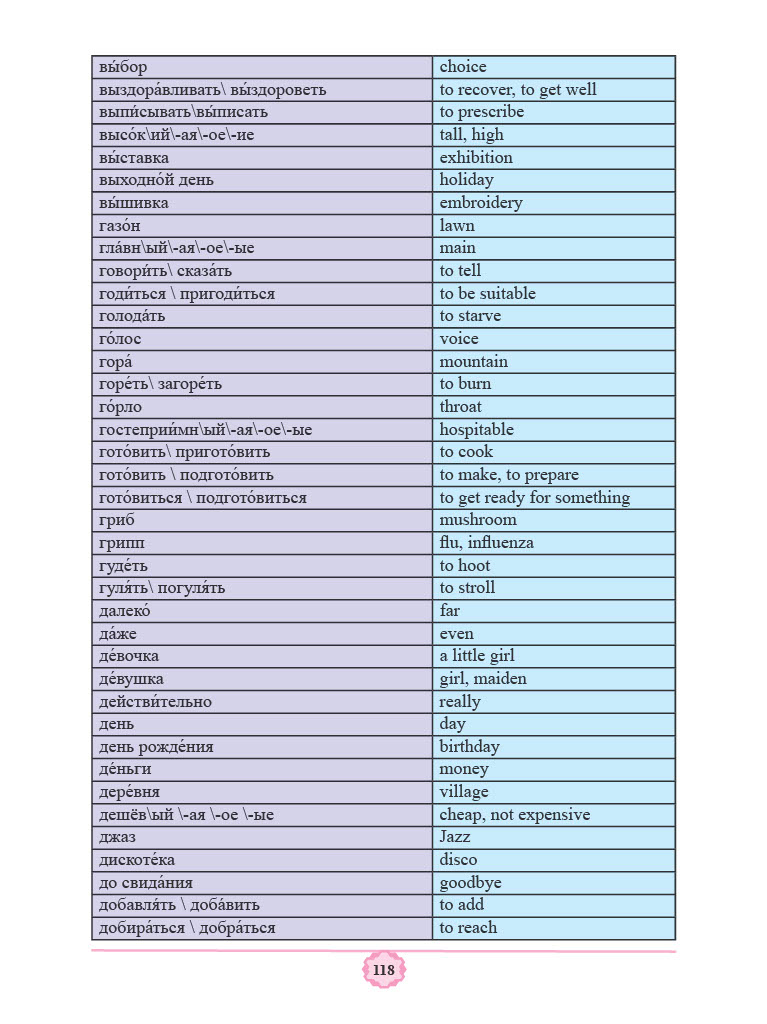 вы́бор choice
выздора́вливать\ вы́здороветь to recover, to get well
выпи́сывать\вы́писать to prescribe
высо́к\ий\-ая\-ое\-ие tall, high
вы́ставка exhibition
выходно́й день holiday
вы́шивка embroidery
газо́н lawn
гла́вн\ый\-ая\-ое\-ые main
говори́ть\ сказа́ть to tell
годи́ться \ пригоди́ться to be suitable
голода́ть to starve
го́лос voice
гора́ mountain
горе́ть\ загоре́ть to burn
го́рло throat
гостеприи́мн\ый\-ая\-ое\-ые hospitable
гото́вить\ пригото́вить to cook
гото́вить \ подгото́вить to make, to prepare
гото́виться \ подгото́виться to get ready for something
гриб mushroom
грипп flu, influenza
гуде́ть to hoot
гуля́ть\ погуля́ть to stroll
далеко́ far
да́же even
де́вочка a little girl
де́вушка girl, maiden
действи́тельно really
день day
день рожде́ния birthday
де́ньги money
дере́вня village
дешёв\ый \-ая \-ое \-ые cheap, not expensive
джаз Jazz
дискоте́ка disco
до свида́ния goodbye
добавля́ть \ доба́вить to add
добира́ться \ добра́ться to reach
118